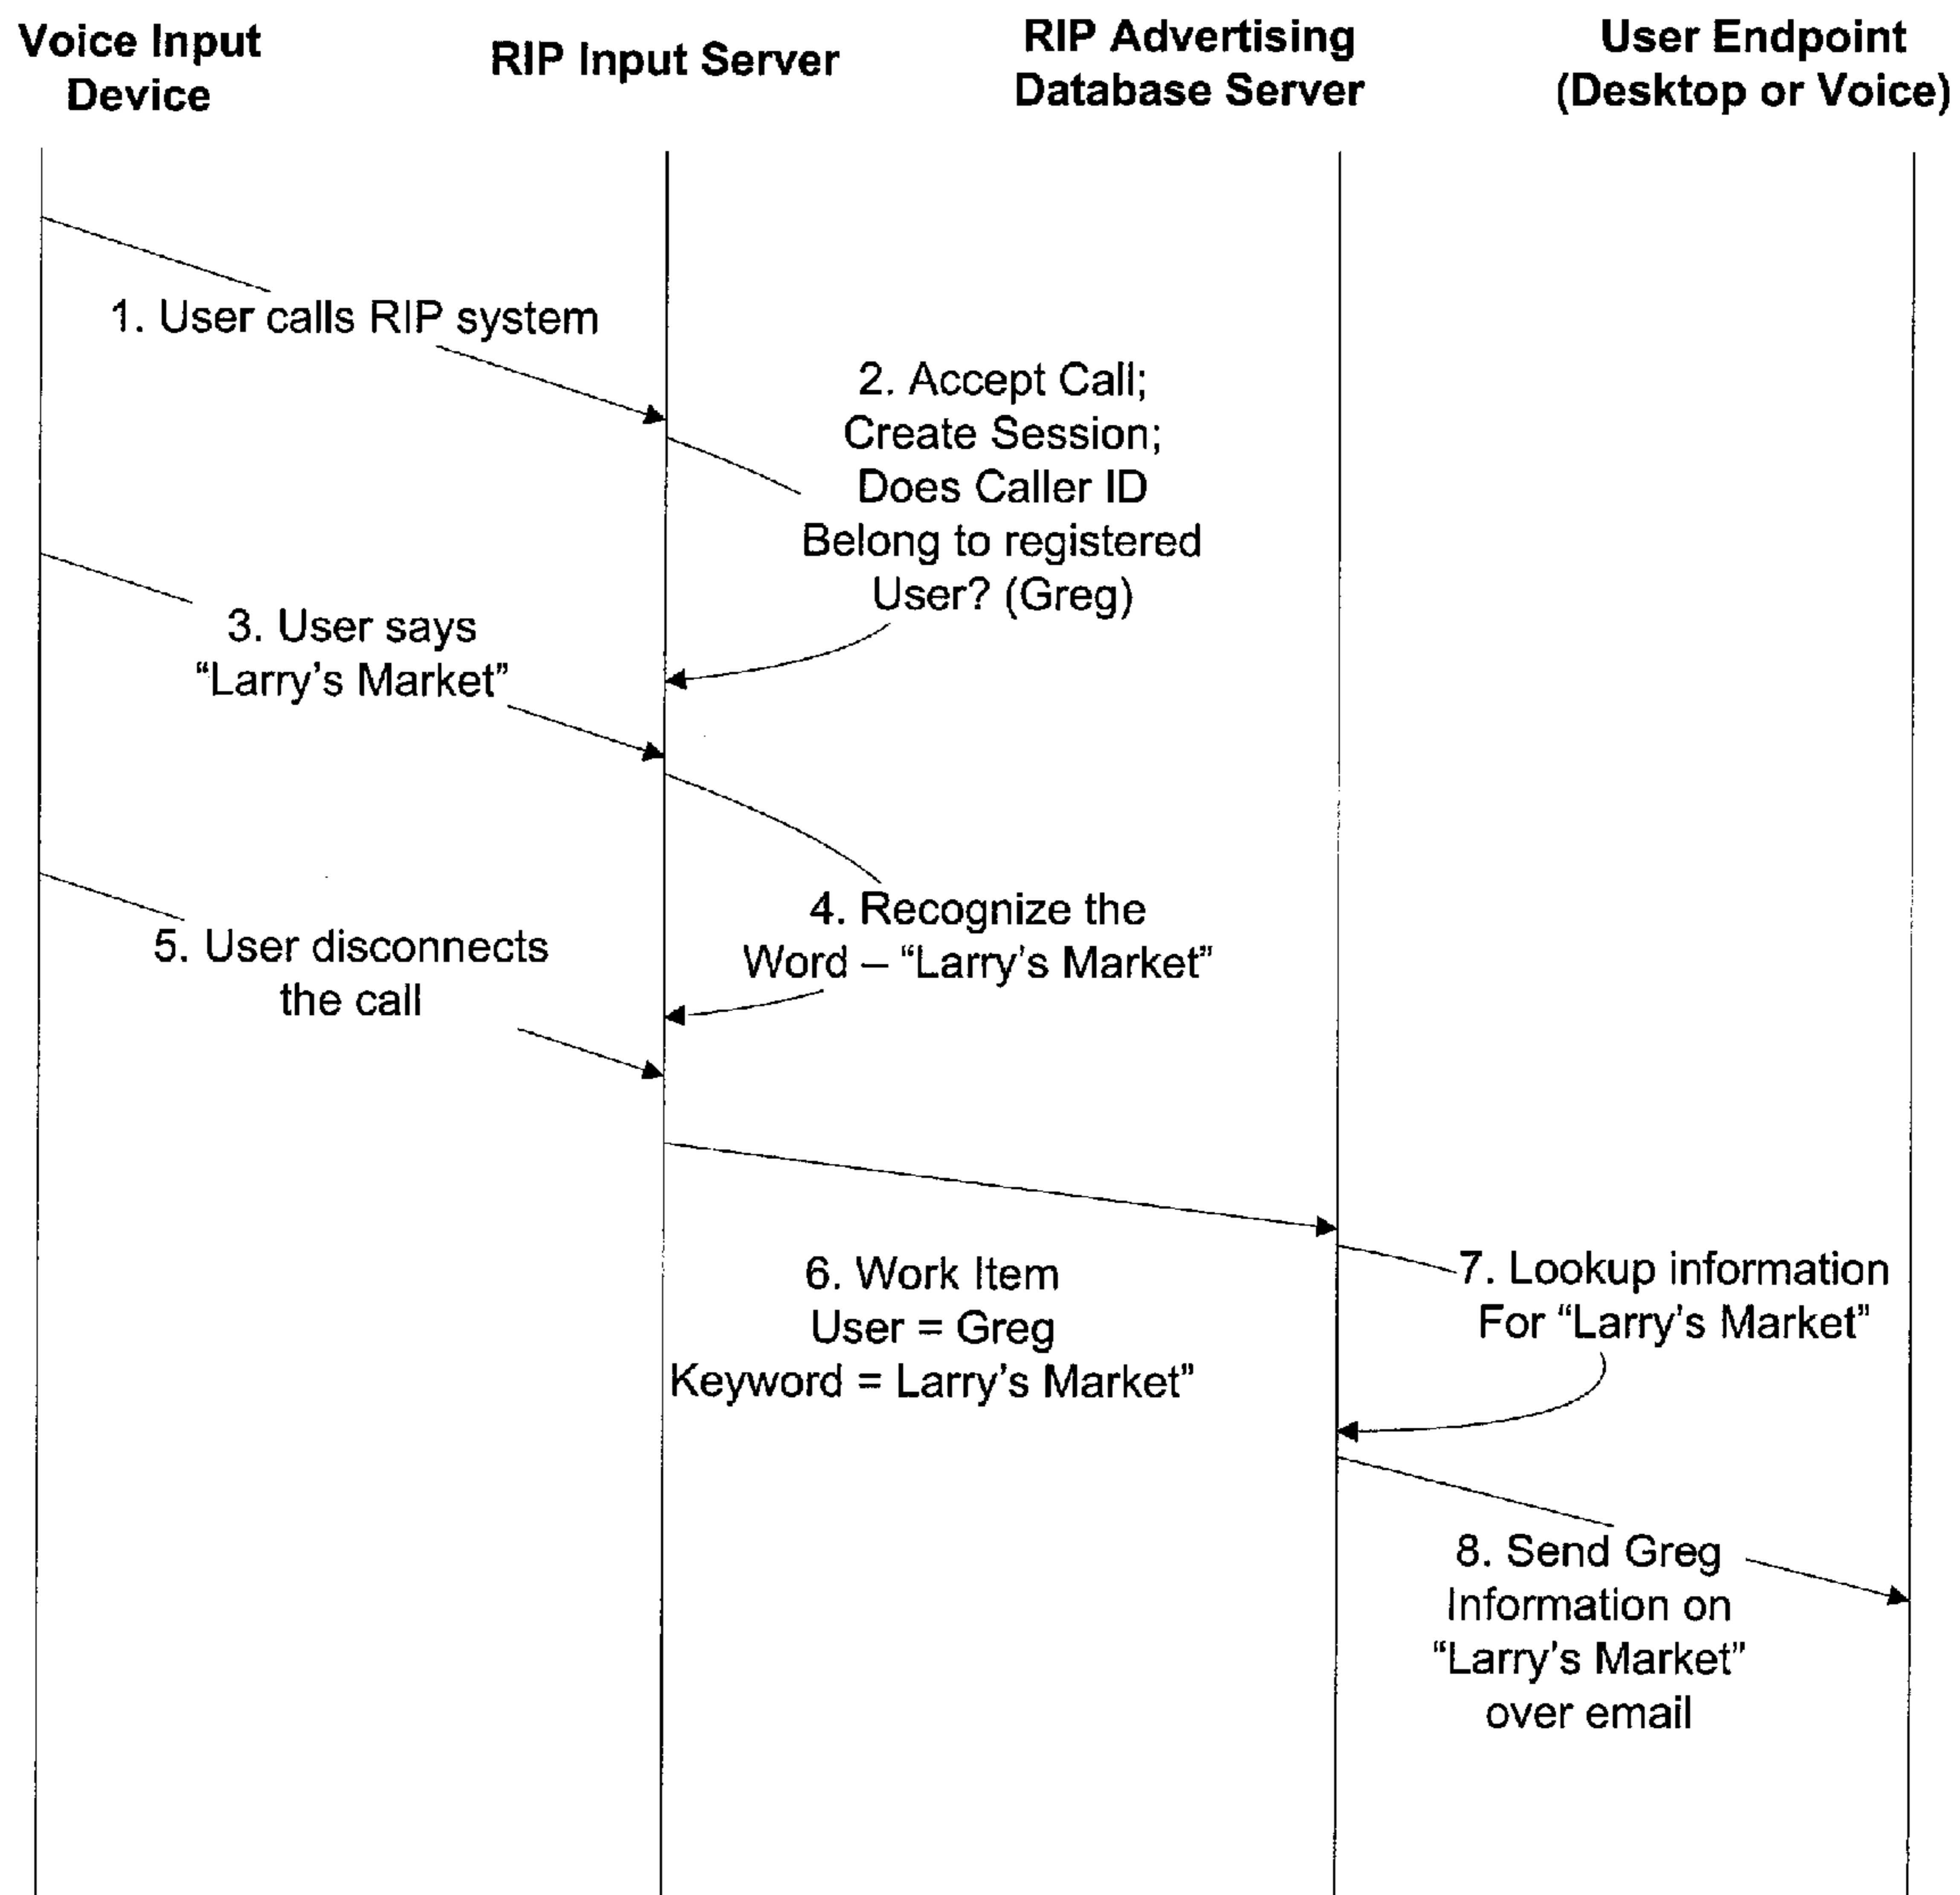 Voice Input
Device
RIP Input Server
RIP Advertising
Database Server
User Endpoint
(Desktop or Voice)
1. User calls RIP system
2. Accept Call;
Create Session;
Does Caller ID
Belong to registered
User? (Greg)
3. User says
“Larry’s Market”
4. Recognize the
Word – “Larry’s Market”
5. User disconnects
the call
6. Work Item
User = Greg
Keyword = Larry’s Market”
7. Lookup information
For “Larry’s Market”
8. Send Greg
Information on
“Larry’s Market”
over email